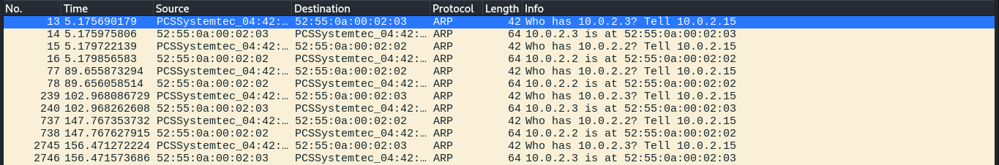 No. Time Source Destination Protocol Length Info
13 5.175690179 PCSSystemtec_04:42:… 52:55:0a:00:02:03 ARP 42 Who has 10.0.2.3? Tell 10.0.2.15
14 5.175975806 52:55:0a:00:02:03 PCSSystemtec_04:42:… ARP 64 10.0.2.3 is at 52:55:0a:00:02:03
15 5.179722139 PCSSystemtec_04:42:… 52:55:0a:00:02:02 ARP 42 Who has 10.0.2.2? Tell 10.0.2.15
16 5.179856583 52:55:0a:00:02:02 PCSSystemtec_04:42:… ARP 64 10.0.2.2 is at 52:55:0a:00:02:02
77 89.655873294 PCSSystemtec_04:42:… 52:55:0a:00:02:02 ARP 42 Who has 10.0.2.2? Tell 10.0.2.15
78 89.656058514 52:55:0a:00:02:02 PCSSystemtec_04:42:… ARP 64 10.0.2.2 is at 52:55:0a:00:02:02
239 102.968086729 PCSSystemtec_04:42:… 52:55:0a:00:02:03 ARP 42 Who has 10.0.2.3? Tell 10.0.2.15
240 102.968262608 52:55:0a:00:02:03 PCSSystemtec_04:42:… ARP 64 10.0.2.3 is at 52:55:0a:00:02:03
737 147.767353732 PCSSystemtec_04:42:… 52:55:0a:00:02:02 ARP 42 Who has 10.0.2.2? Tell 10.0.2.15
738 147.767627915 52:55:0a:00:02:02 PCSSystemtec_04:42:… ARP 64 10.0.2.2 is at 52:55:0a:00:02:02
2745 156.471272224 PCSSystemtec_04:42:… 52:55:0a:00:02:03 ARP 42 Who has 10.0.2.3? Tell 10.0.2.15
2746 156.471573686 52:55:0a:00:02:03 PCSSystemtec_04:42:… ARP 64 10.0.2.3 is at 52:55:0a:00:02:03